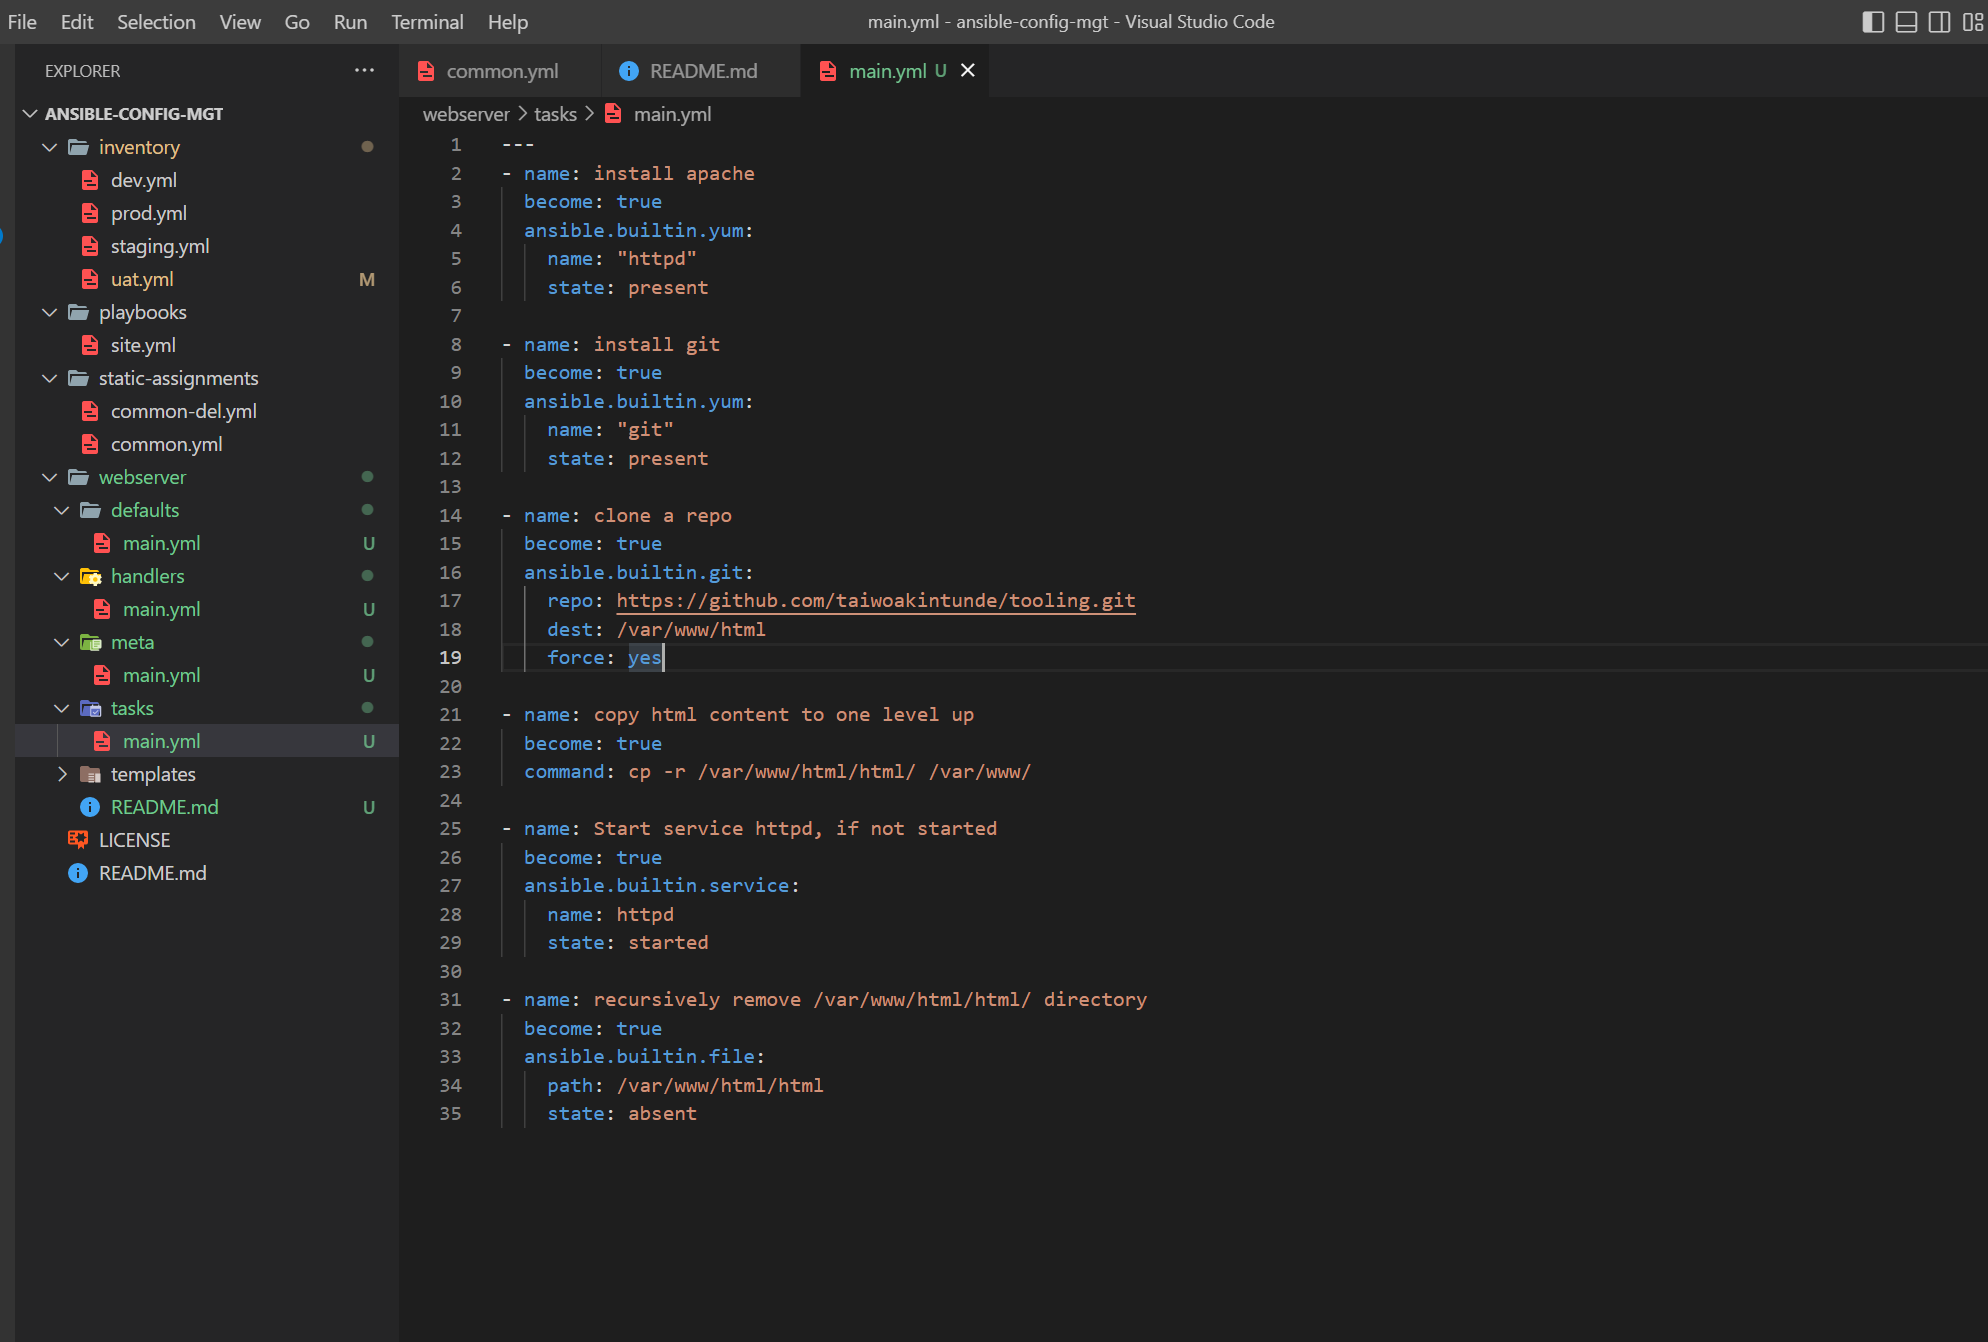 File Edit Selection View Go Run Terminal Help
main.yml - ansible-config-mgt - Visual Studio Code
EXPLORER
ANSIBLE-CONFIG-MGT
inventory
dev.yml
prod.yml
staging.yml
uat.yml M
playbooks
site.yml
static-assignments
common-del.yml
common.yml
webserver
defaults
main.yml U
handlers
main.yml U
meta
main.yml U
tasks
main.yml U
templates
README.md U
LICENSE
README.md
common.yml README.md main.yml U
webserver > tasks > main.yml
1 ---
2 - name: install apache
3   become: true
4   ansible.builtin.yum:
5     name: "httpd"
6     state: present
7
8 - name: install git
9   become: true
10   ansible.builtin.yum:
11     name: "git"
12     state: present
13
14 - name: clone a repo
15   become: true
16   ansible.builtin.git:
17     repo: https://github.com/taiwoakintunde/tooling.git
18     dest: /var/www/html
19     force: yes
20
21 - name: copy html content to one level up
22   become: true
23   command: cp -r /var/www/html/html/ /var/www/
24
25 - name: Start service httpd, if not started
26   become: true
27   ansible.builtin.service:
28     name: httpd
29     state: started
30
31 - name: recursively remove /var/www/html/html/ directory
32   become: true
33   ansible.builtin.file:
34     path: /var/www/html/html
35     state: absent